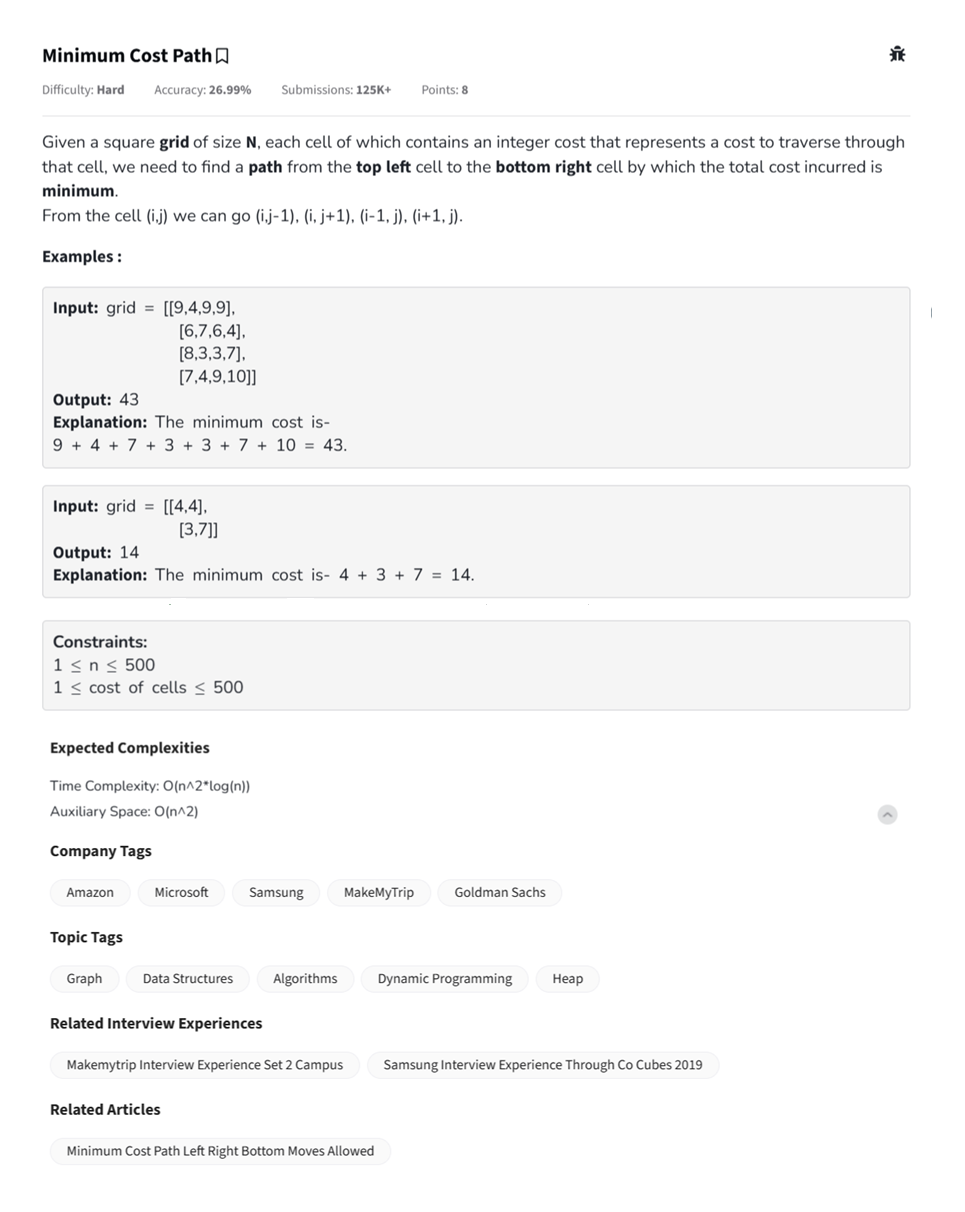 Minimum Cost Path
Difficulty: Hard Accuracy: 26.99% Submissions: 125K+ Points: 8
Given a square grid of size N, each cell of which contains an integer cost that represents a cost to traverse through
that cell, we need to find a path from the top left cell to the bottom right cell by which the total cost incurred is
minimum.
From the cell (i,j) we can go (i,j-1), (i, j+1), (i-1, j), (i+1, j).
Examples :
Input: grid = [[9,4,9,9],
[6,7,6,4],
[8,3,3,7],
[7,4,9,10]]
Output: 43
Explanation: The minimum cost is-
9 + 4 + 7 + 3 + 3 + 7 + 10 = 43.
Input: grid = [[4,4],
[3,7]]
Output: 14
Explanation: The minimum cost is- 4 + 3 + 7 = 14.
Constraints:
1 ≤ n ≤ 500
1 ≤ cost of cells ≤ 500
Expected Complexities
Time Complexity: O(n^2*log(n))
Auxiliary Space: O(n^2)
Company Tags
Amazon Microsoft Samsung MakeMyTrip Goldman Sachs
Topic Tags
Graph Data Structures Algorithms Dynamic Programming Heap
Related Interview Experiences
Makemytrip Interview Experience Set 2 Campus Samsung Interview Experience Through Co Cubes 2019
Related Articles
Minimum Cost Path Left Right Bottom Moves Allowed